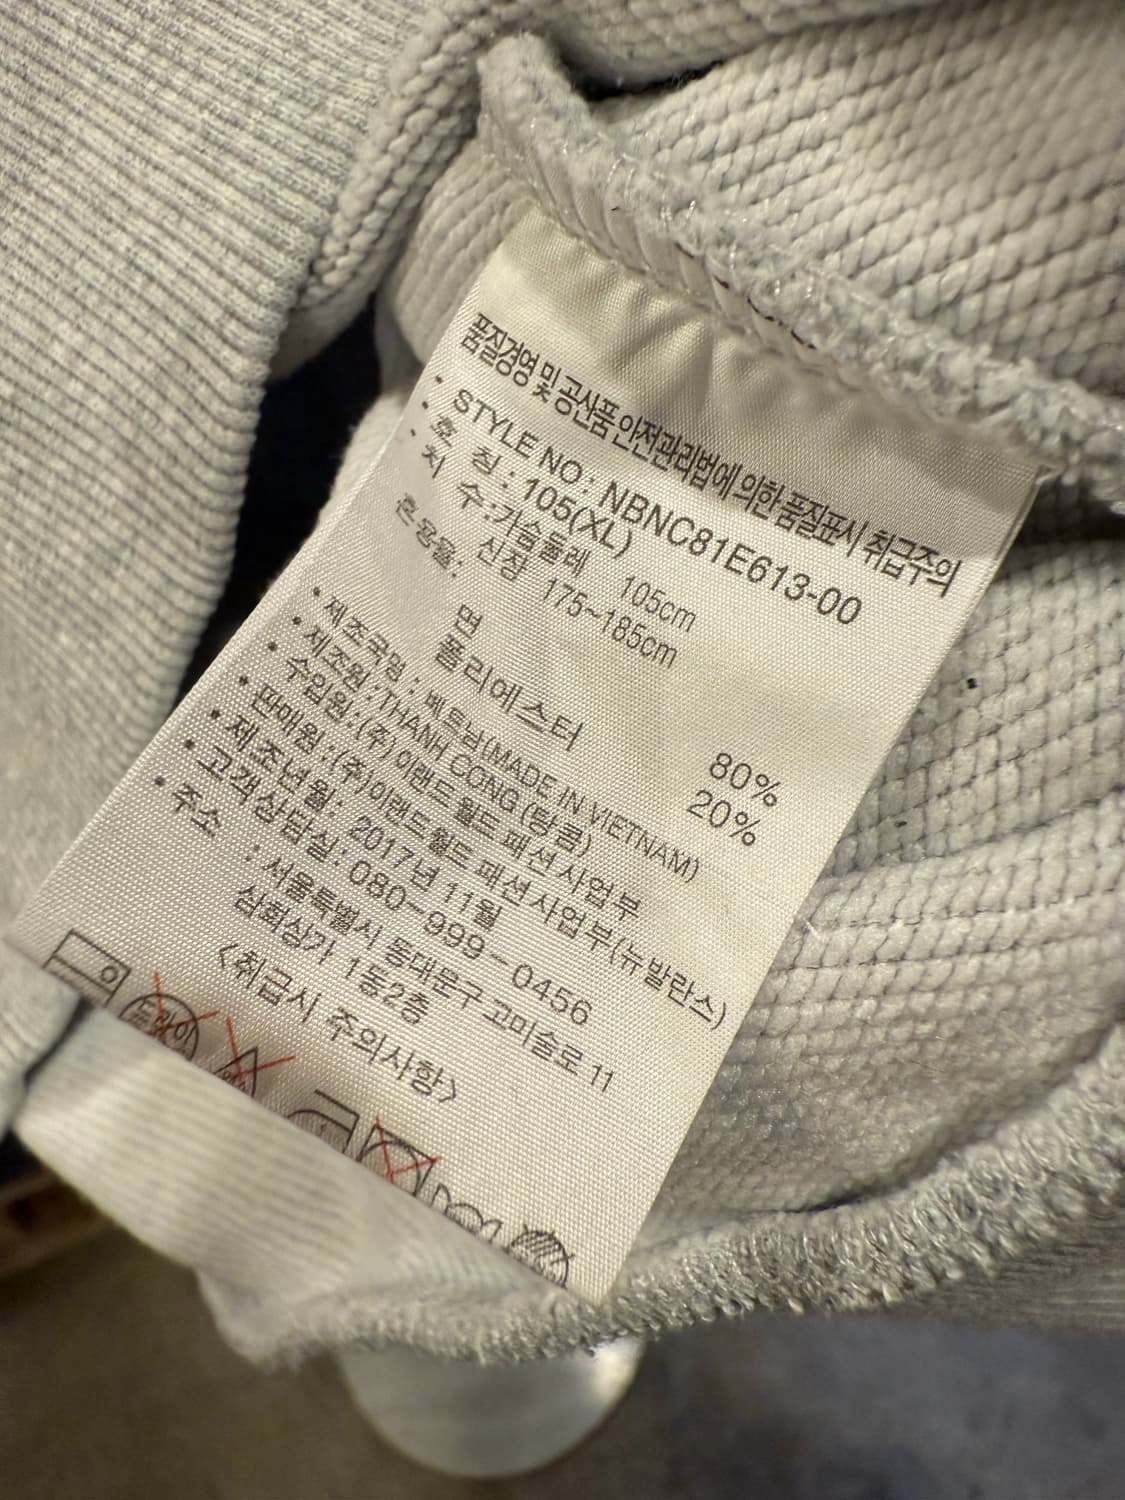 품질경영 및 공산품 안전관리법에 의한 품질표시 취급주의
• STYLE NO: NBNC81E613-00
• 호 칭 : 105(XL)
• 치 수 : 가슴둘레 105cm
신장 175~185cm
혼용율:
면 80%
폴리에스터 20%
• 제조국명 : 베트남(MADE IN VIETNAM)
• 제조원 : THANH CONG (탕콤)
• 수입원 : (주) 이랜드 월드 패션사업부
• 판매원 : (주)이랜드월드 패션사업부(뉴발란스)
• 제조년월: 2017년 11월
• 고객상담실: 080-999-0456
• 주소 : 서울특별시 동대문구 고미술로 11
삼희상가 1동2층
<취급시 주의사항>
드라이